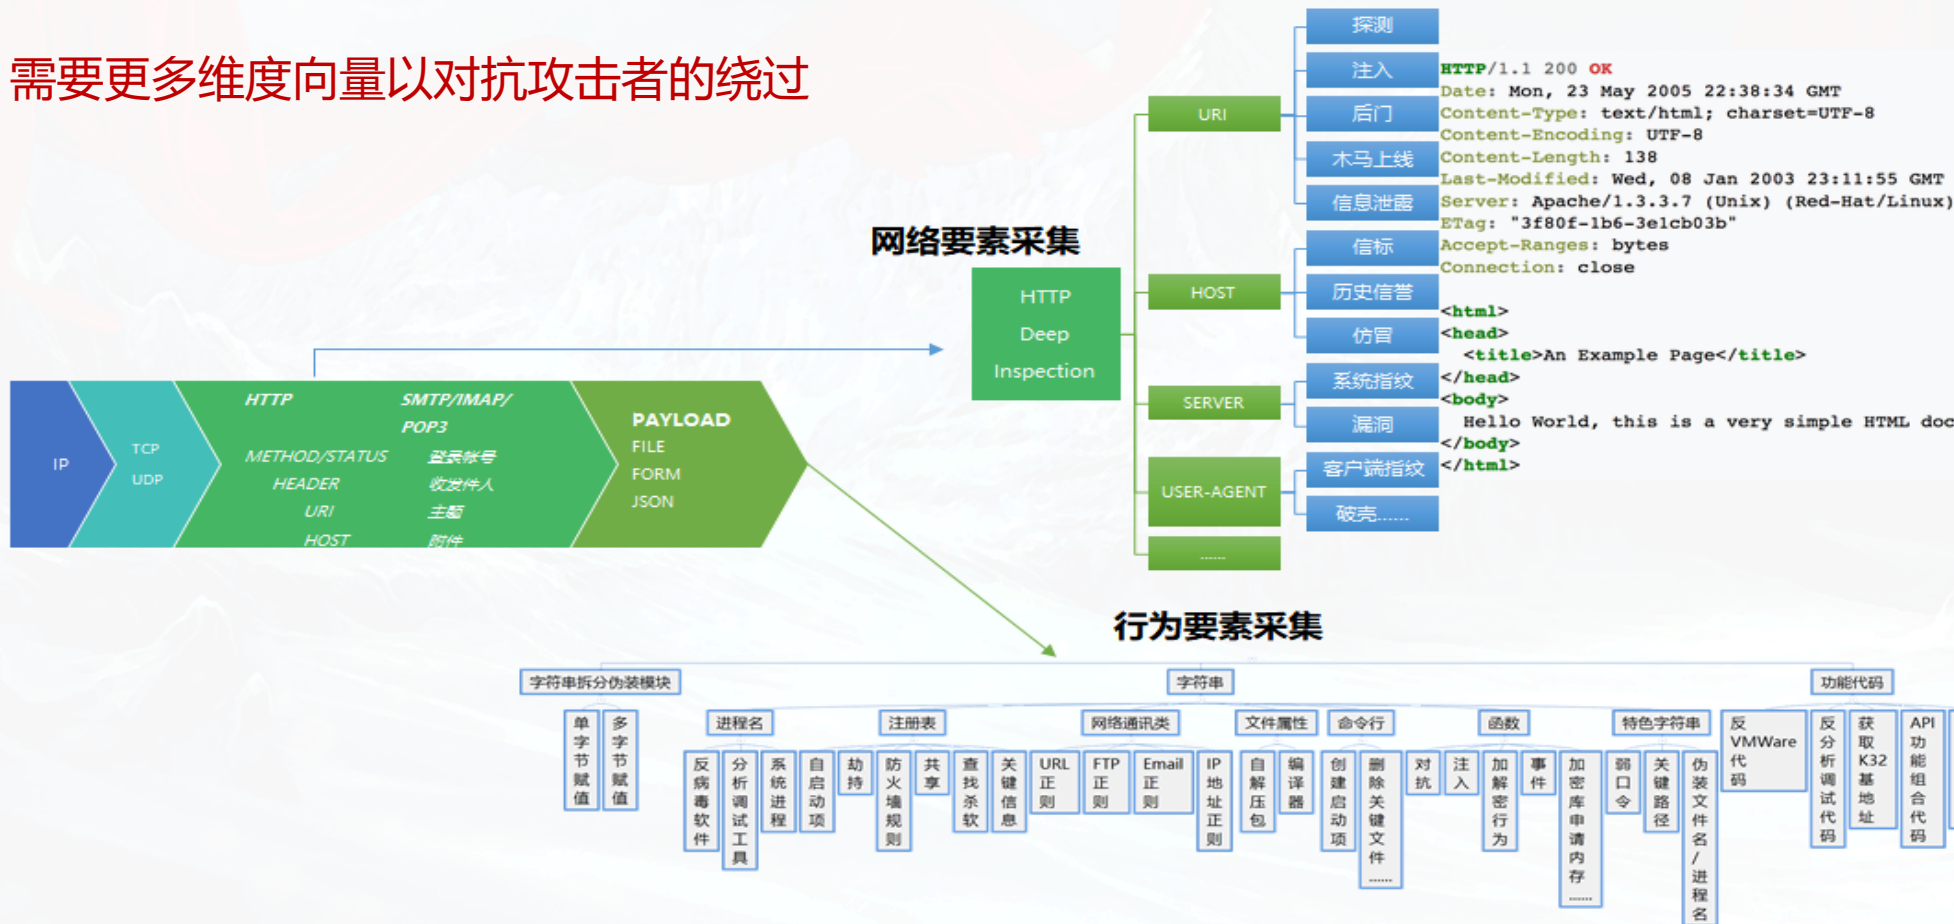 需要更多维度向量以对抗攻击者的绕过
网络要素采集
HTTP
Deep
Inspection
URI
HOST
SERVER
USER-AGENT
......
探测
注入
后门
木马上线
信息泄露
信标
历史信誉
仿冒
系统指纹
漏洞
客户端指纹
破壳......
HTTP/1.1 200 OK
Date: Mon, 23 May 2005 22:38:34 GMT
Content-Type: text/html; charset=UTF-8
Content-Encoding: UTF-8
Content-Length: 138
Last-Modified: Wed, 08 Jan 2003 23:11:55 GMT
Server: Apache/1.3.3.7 (Unix) (Red-Hat/Linux)
ETag: "3f80f-1b6-3e1cb03b"
Accept-Ranges: bytes
Connection: close
<html>
<head>
<title>An Example Page</title>
</head>
<body>
Hello World, this is a very simple HTML doc
</body>
</html>
IP
TCP
UDP
HTTP
METHOD/STATUS
HEADER
URI
HOST
SMTP/IMAP/
POP3
登录帐号
收发件人
主题
附件
PAYLOAD
FILE
FORM
JSON
行为要素采集
字符串拆分伪装模块
单字节赋值
多字节赋值
字符串
进程名
反病毒软件
分析调试工具
系统进程
注册表
自启动项
劫持
防火墙规则
共享
查找杀软
关键信息
网络通讯类
URL正则
FTP正则
Email正则
IP地址正则
文件属性
自解压包
编译器
命令行
创建启动项
删除关键文件......
函数
对抗
注入
加解密行为
事件
加密库申请内存......
特色字符串
弱口令
关键路径
伪装文件名/进程名
功能代码
反VMWare代码
反分析调试代码
获取K32基地址
API功能组合代码